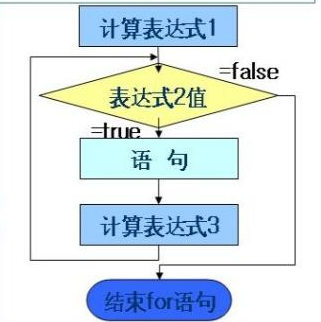 计算表达式1
=false
表达式2值
=true
语 句
计算表达式3
结束for语句